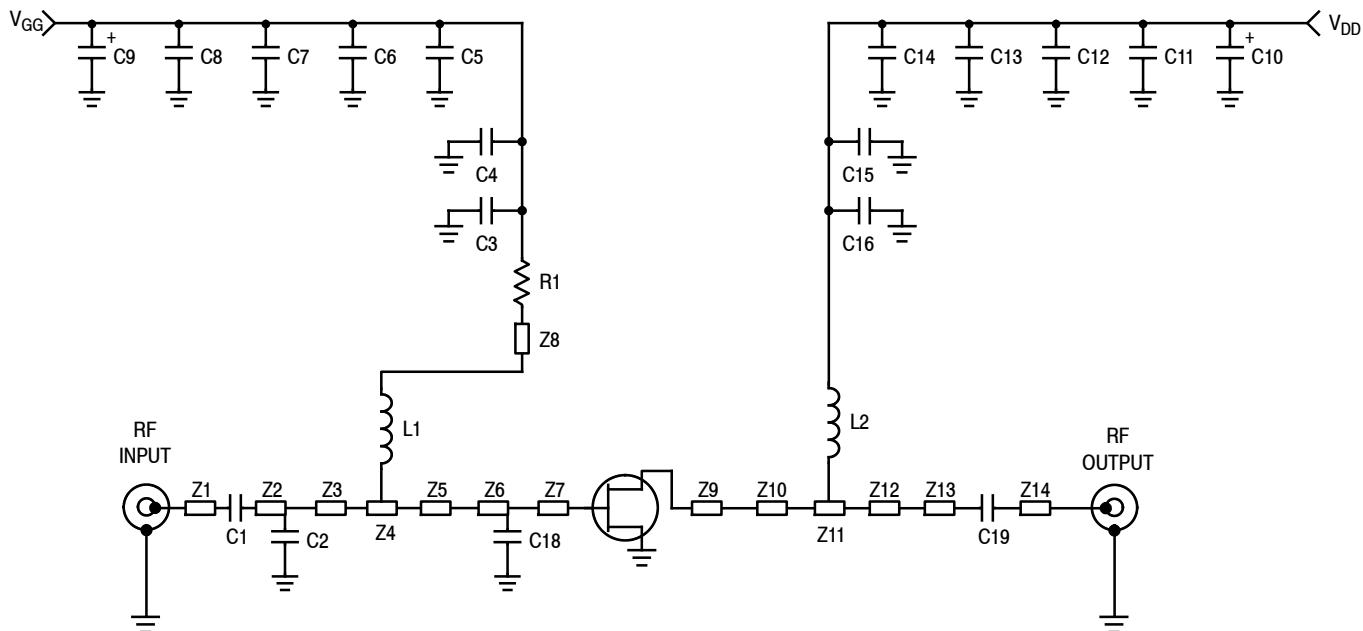 VGG
+
C9
C8
C7
C6
C5
C14
C13
C12
C11
+
C10
VDD
C4
C3
C15
C16
R1
Z8
L1
L2
RF
INPUT
RF
OUTPUT
Z1
C1
Z2
C2
Z3
Z4
Z5
Z6
C18
Z7
Z9
Z10
Z11
Z12
Z13
C19
Z14